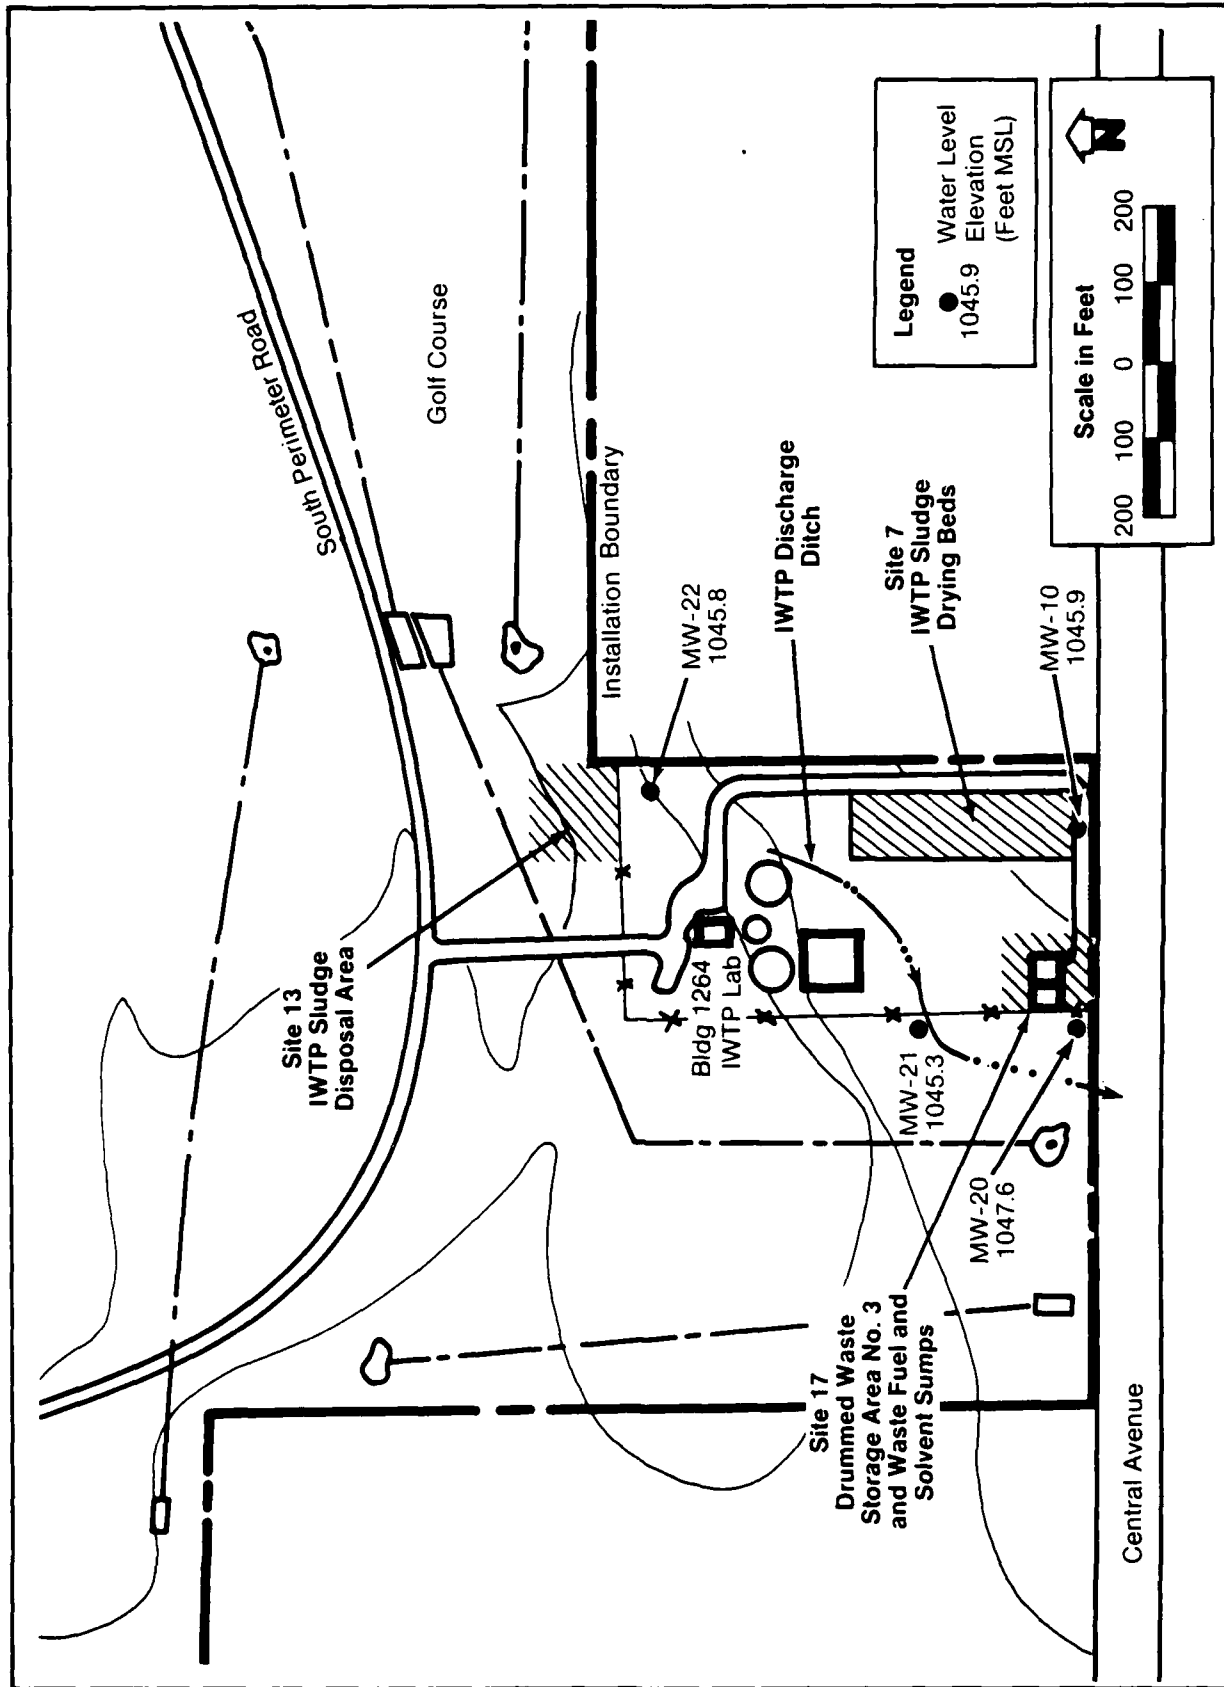 South Perimeter Road
Golf Course
Site 13
IWTP Sludge
Disposal Area
Installation Boundary
MW-22
1045.8
Bldg 1264
IWTP Lab
IWTP Discharge
Ditch
Site 7
IWTP Sludge
Drying Beds
MW-21
1045.3
MW-10
1045.9
MW-20
1047.6
Site 17
Drummed Waste
Storage Area No. 3
and Waste Fuel and
Solvent Sumps
Central Avenue
Legend
1045.9 Water Level
Elevation
(Feet MSL)
Scale in Feet
200 100 0 100 200
N